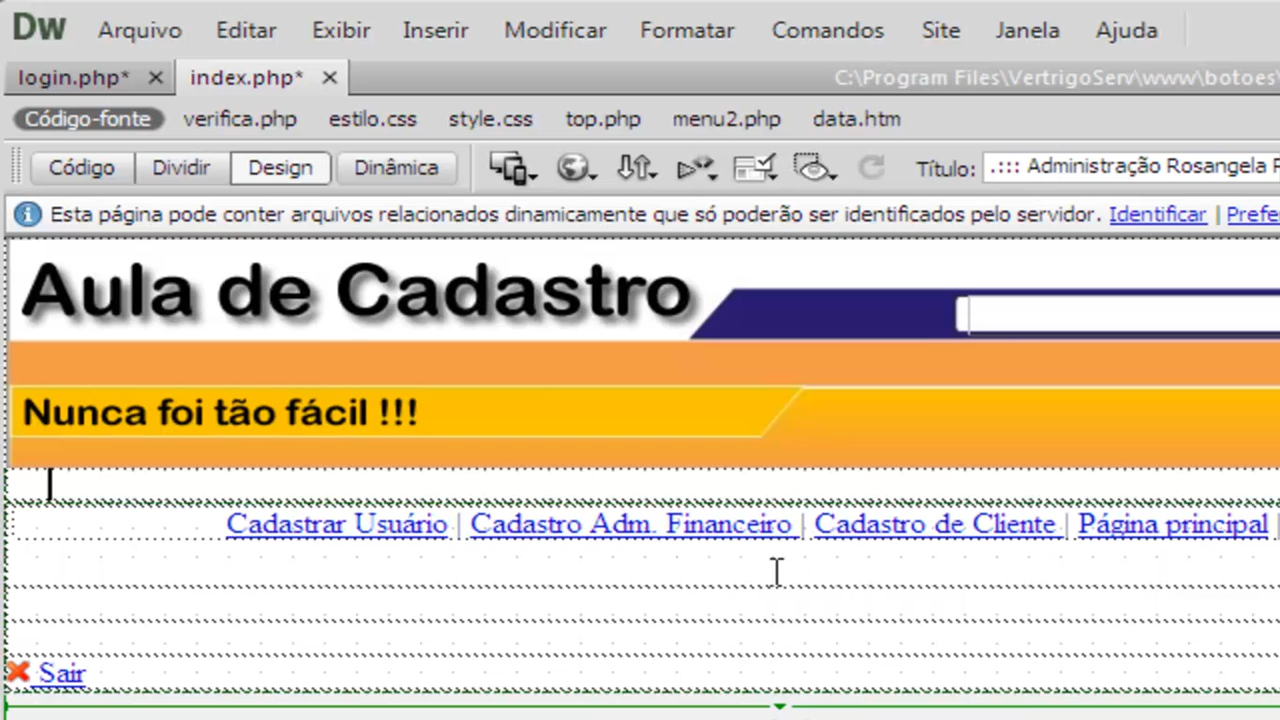 Dw Arquivo Editar Exibir Inserir Modificar Formatar Comandos Site Janela Ajuda
login.php* index.php* C:\Program Files\VertrigoServ\www\botoes\
Código-fonte verifica.php estilo.css style.css top.php menu2.php data.htm
Código Dividir Design Dinâmica Título: .::: Administração Rosangela
Esta página pode conter arquivos relacionados dinamicamente que só poderão ser identificados pelo servidor. Identificar | Prefe
Aula de Cadastro
Nunca foi tão fácil !!!
Cadastrar Usuário | Cadastro Adm. Financeiro | Cadastro de Cliente | Página principal |
Sair